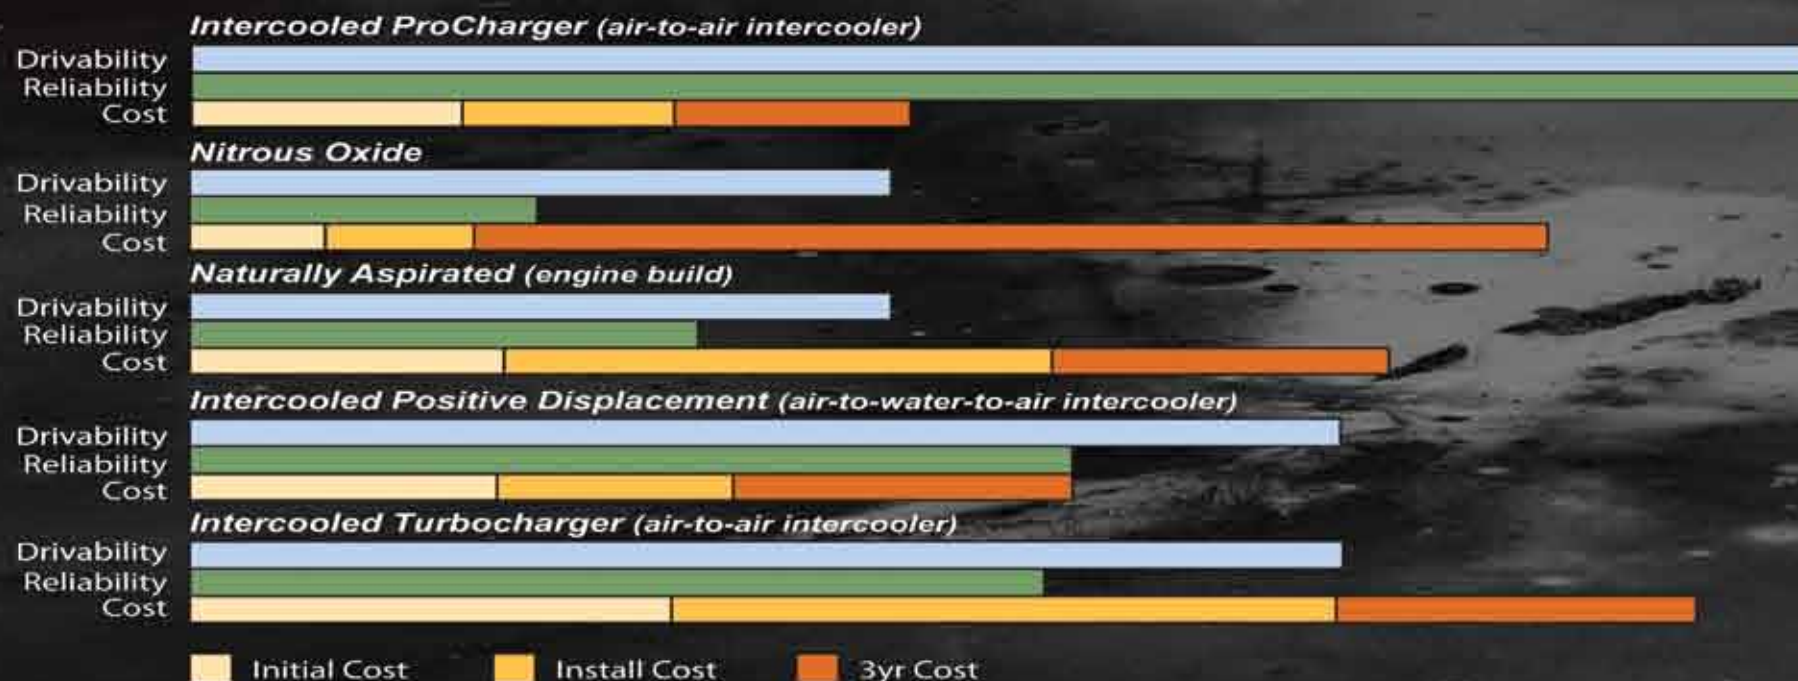 Intercooled ProCharger (air-to-air intercooler)
Drivability
Reliability
Cost
Nitrous Oxide
Drivability
Reliability
Cost
Naturally Aspirated (engine build)
Drivability
Reliability
Cost
Intercooled Positive Displacement (air-to-water-to-air intercooler)
Drivability
Reliability
Cost
Intercooled Turbocharger (air-to-air intercooler)
Drivability
Reliability
Cost
Initial Cost Install Cost 3yr Cost